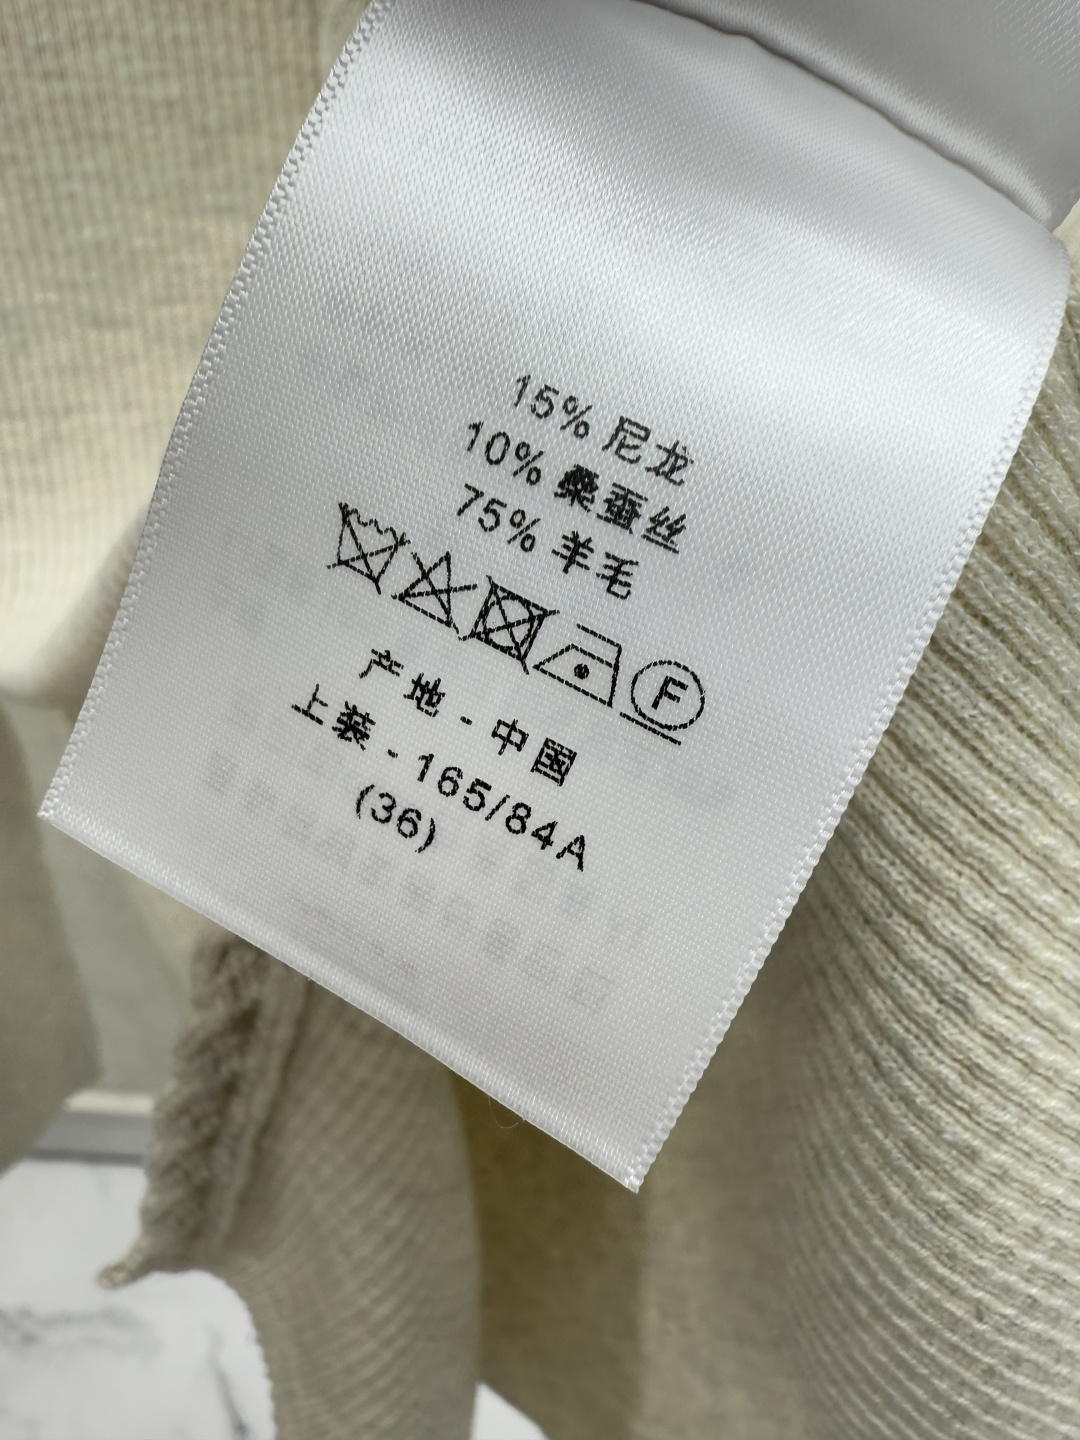 15% 尼龙
10% 桑蚕丝
75% 羊毛
F
产地 - 中国
上装 - 165/84A
(36)